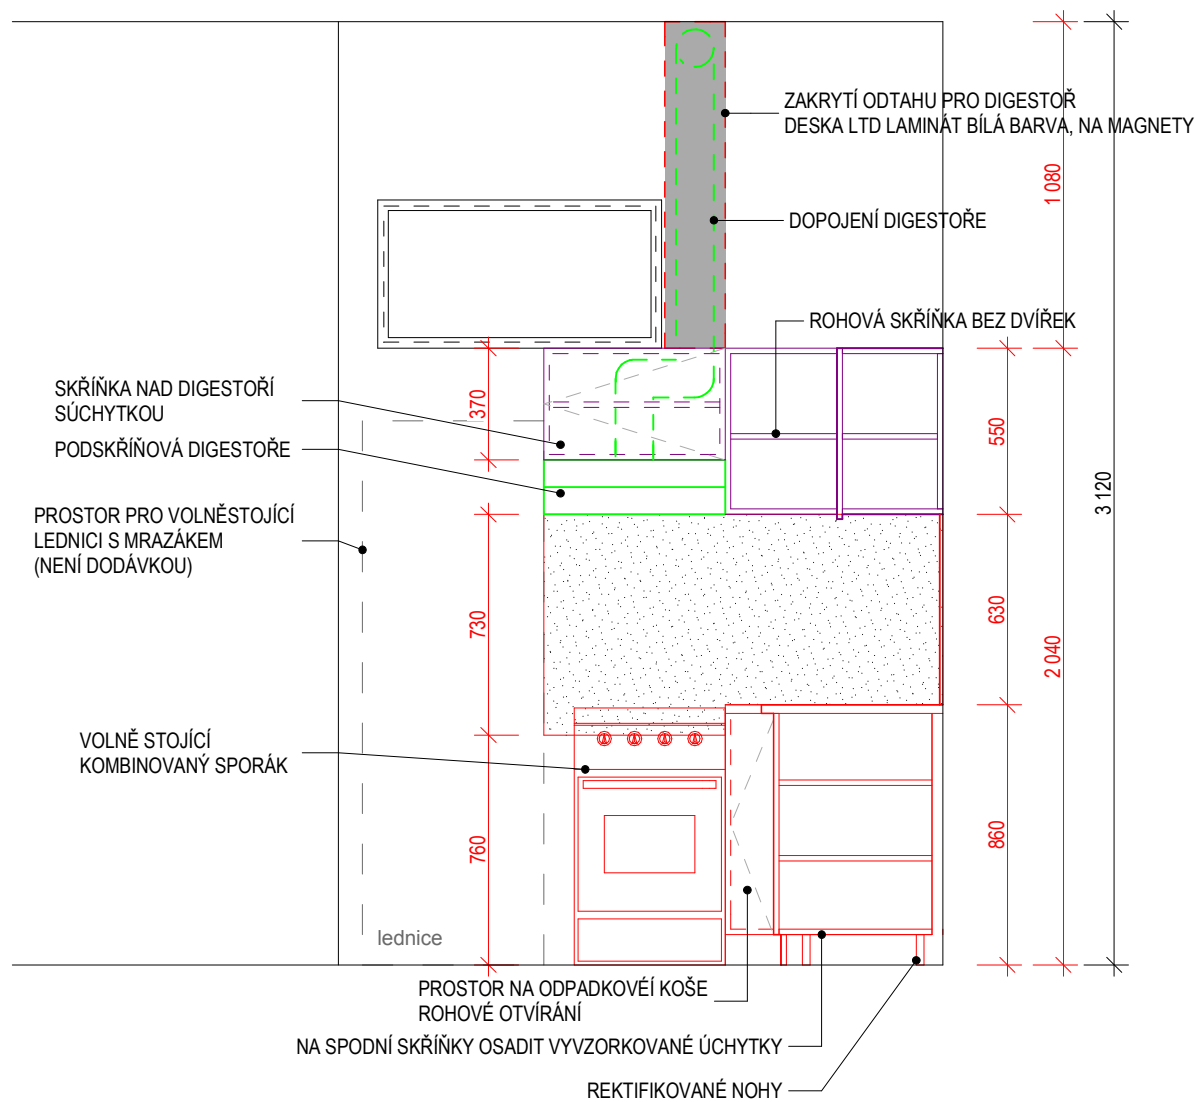 ZAKRYTÍ ODTAHU PRO DIGESTOŘ
DESKA LTD LAMINÁT BÍLÁ BARVA, NA MAGNETY
1 080
DOPOJENÍ DIGESTOŘE
ROHOVÁ SKŘÍŇKA BEZ DVÍŘEK
SKŘÍŇKA NAD DIGESTOŘÍ
SÚCHYTKOU
370
550
PODSKŘÍŇOVÁ DIGESTOŘE
3 120
PROSTOR PRO VOLNĚSTOJÍCÍ
LEDNICI S MRAZÁKEM
(NENÍ DODÁVKOU)
730
630
2 040
VOLNĚ STOJÍCÍ
KOMBINOVANÝ SPORÁK
760
860
lednice
PROSTOR NA ODPADKOVÉÍ KOŠE
ROHOVÉ OTVÍRÁNÍ
NA SPODNÍ SKŘÍŇKY OSADIT VYVZORKOVANÉ ÚCHYTKY
REKTIFIKOVANÉ NOHY